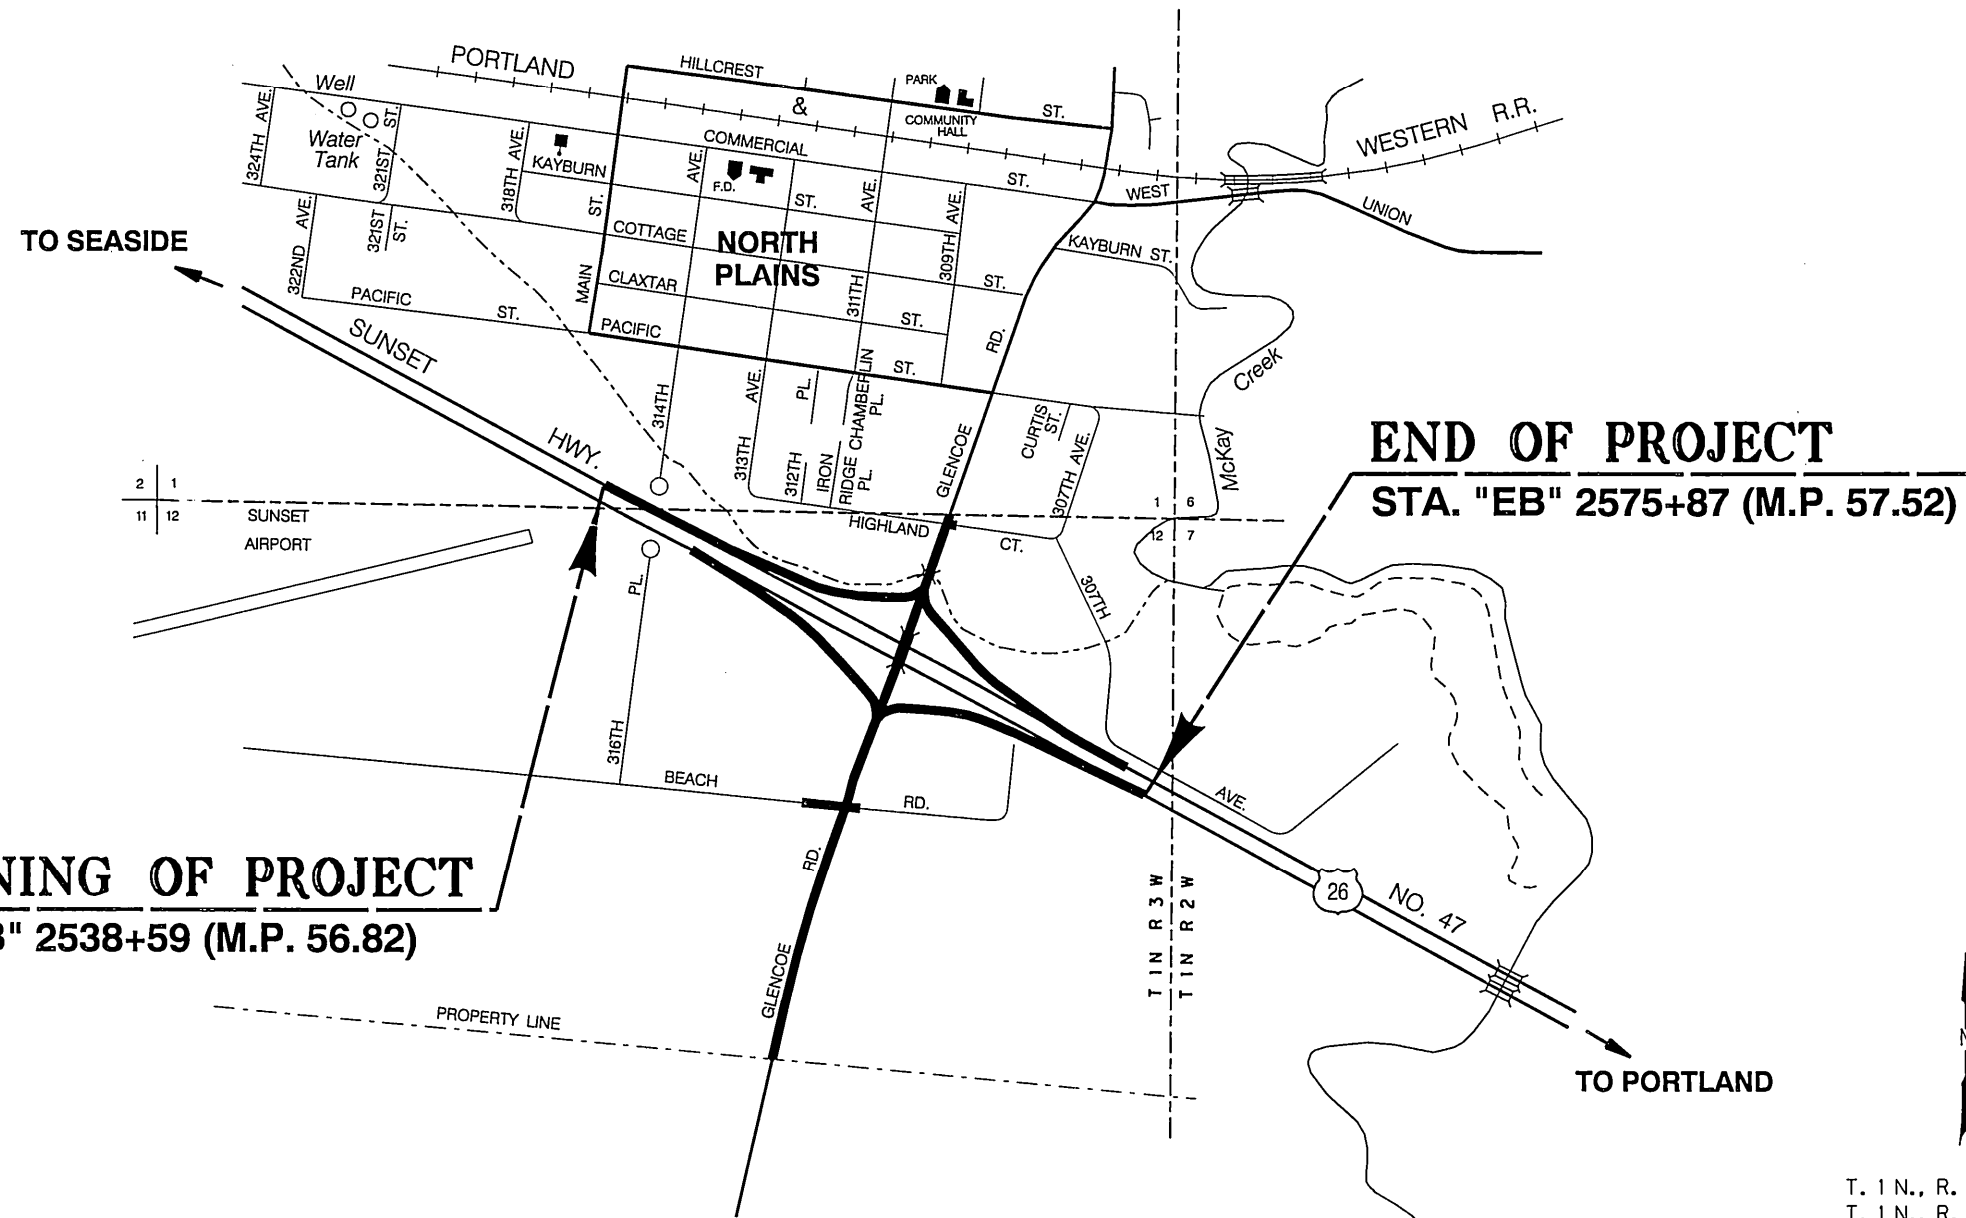 PORTLAND
&
WESTERN R.R.
HILLCREST
ST.
PARK
COMMUNITY
HALL
Well
Water
Tank
324TH AVE.
321ST ST.
318TH AVE.
KAYBURN
ST.
COMMERCIAL
ST.
AVE.
F.D.
AVE.
309TH AVE.
WEST
UNION
322ND AVE.
321ST
ST.
ST.
COTTAGE
NORTH
PLAINS
KAYBURN ST.
TO SEASIDE
MAIN
CLAXTAR
311TH
ST.
PACIFIC
ST.
PACIFIC
ST.
ST.
RD.
SUNSET
HWY.
314TH
313TH AVE.
PL.
312TH
IRON
RIDGE
PL.
CHAMBERLIN
PL.
GLENCOE
CURTIS
ST.
307TH AVE.
Creek
McKay
END OF PROJECT
STA. "EB" 2575+87 (M.P. 57.52)
2 1
11 12
SUNSET
AIRPORT
HIGHLAND
CT.
1 6
12 7
307TH
PL.
316TH
BEACH
RD.
AVE.
NING OF PROJECT
" 2538+59 (M.P. 56.82)
RD.
GLENCOE
T 1N R3W
T 1N R2W
26
NO. 47
PROPERTY LINE
TO PORTLAND
N
T. 1 N., R.
T. 1 N., R.